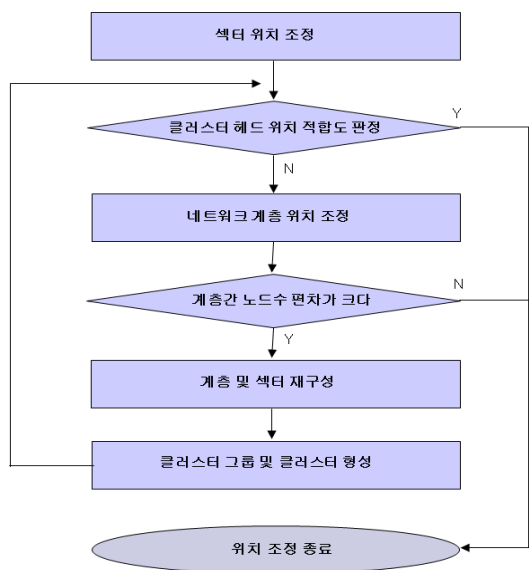 섹터 위치 조정
클러스터 헤드 위치 적합도 판정
Y
N
네트워크 계층 위치 조정
계층간 노드수 편차가 크다
N
Y
계층 및 섹터 재구성
클러스터 그룹 및 클러스터 형성
위치 조정 종료